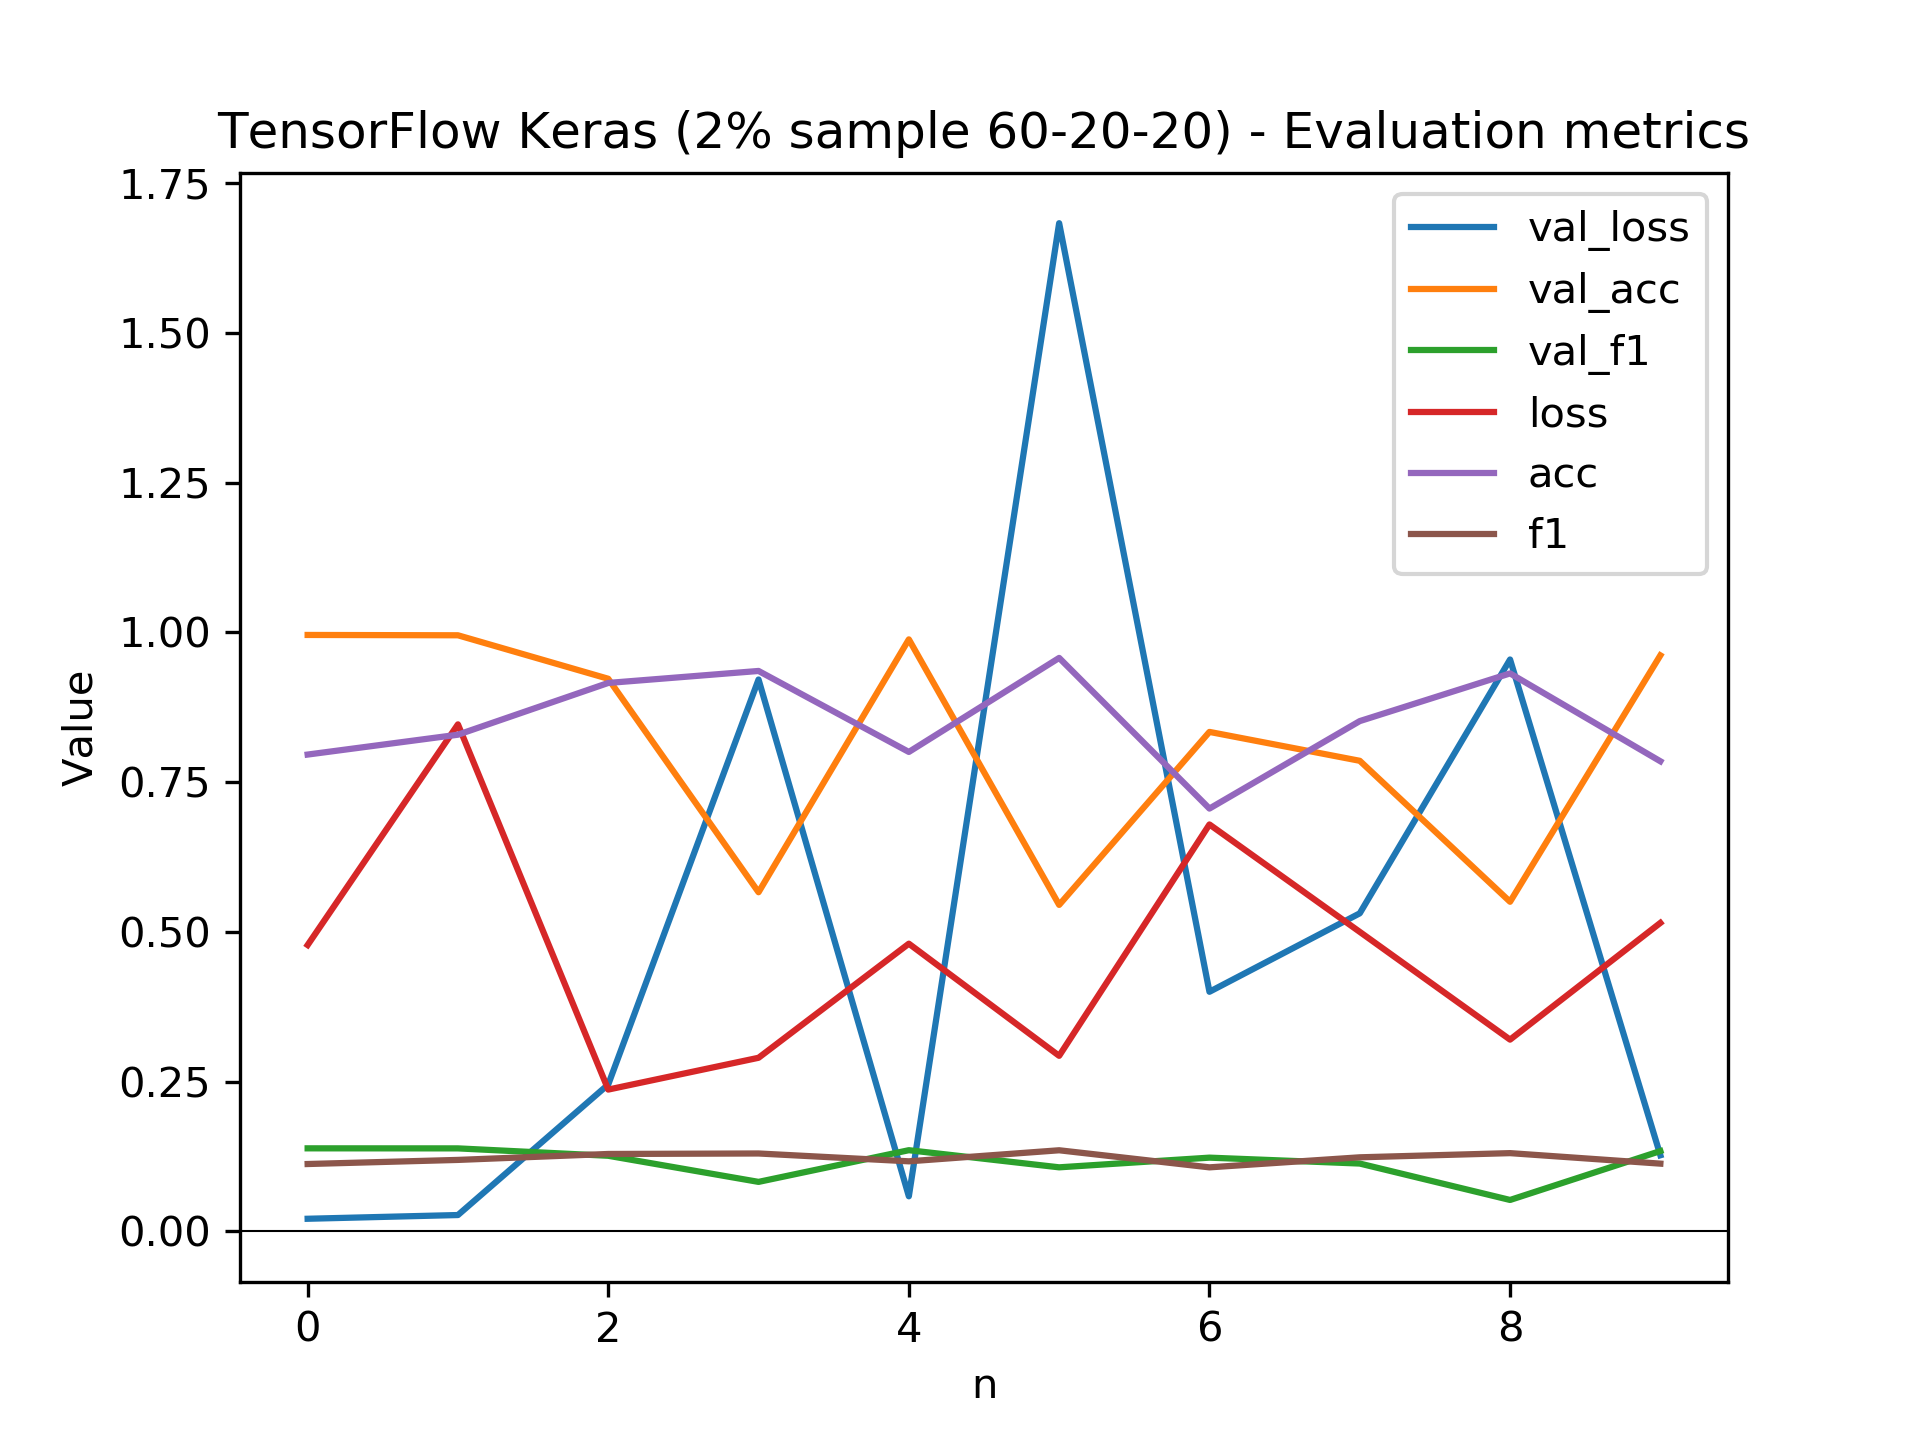 TensorFlow Keras (2% sample 60-20-20) - Evaluation metrics
1.75
1.50
1.25
1.00
0.75
0.50
0.25
0.00
Value
val_loss
val_acc
val_f1
loss
acc
f1
0 2 4 6 8
n